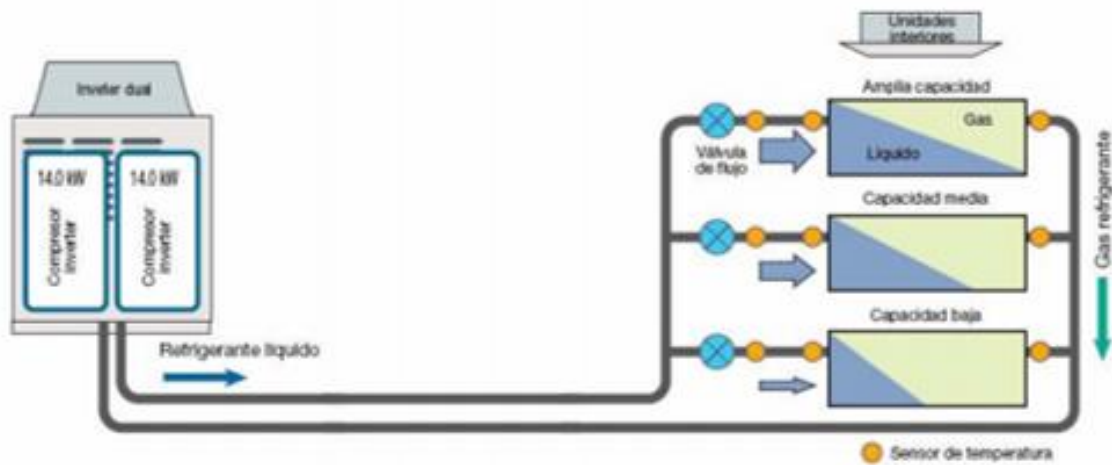 Unidades
interiores
Inveter dual
Amplia capacidad
Gas
Líquido
Válvula
de flujo
14.0 kW
14.0 kW
Compresor
inverter
Compresor
inverter
Capacidad media
Gas refrigerante
Capacidad baja
Refrigerante líquido
Sensor de temperatura